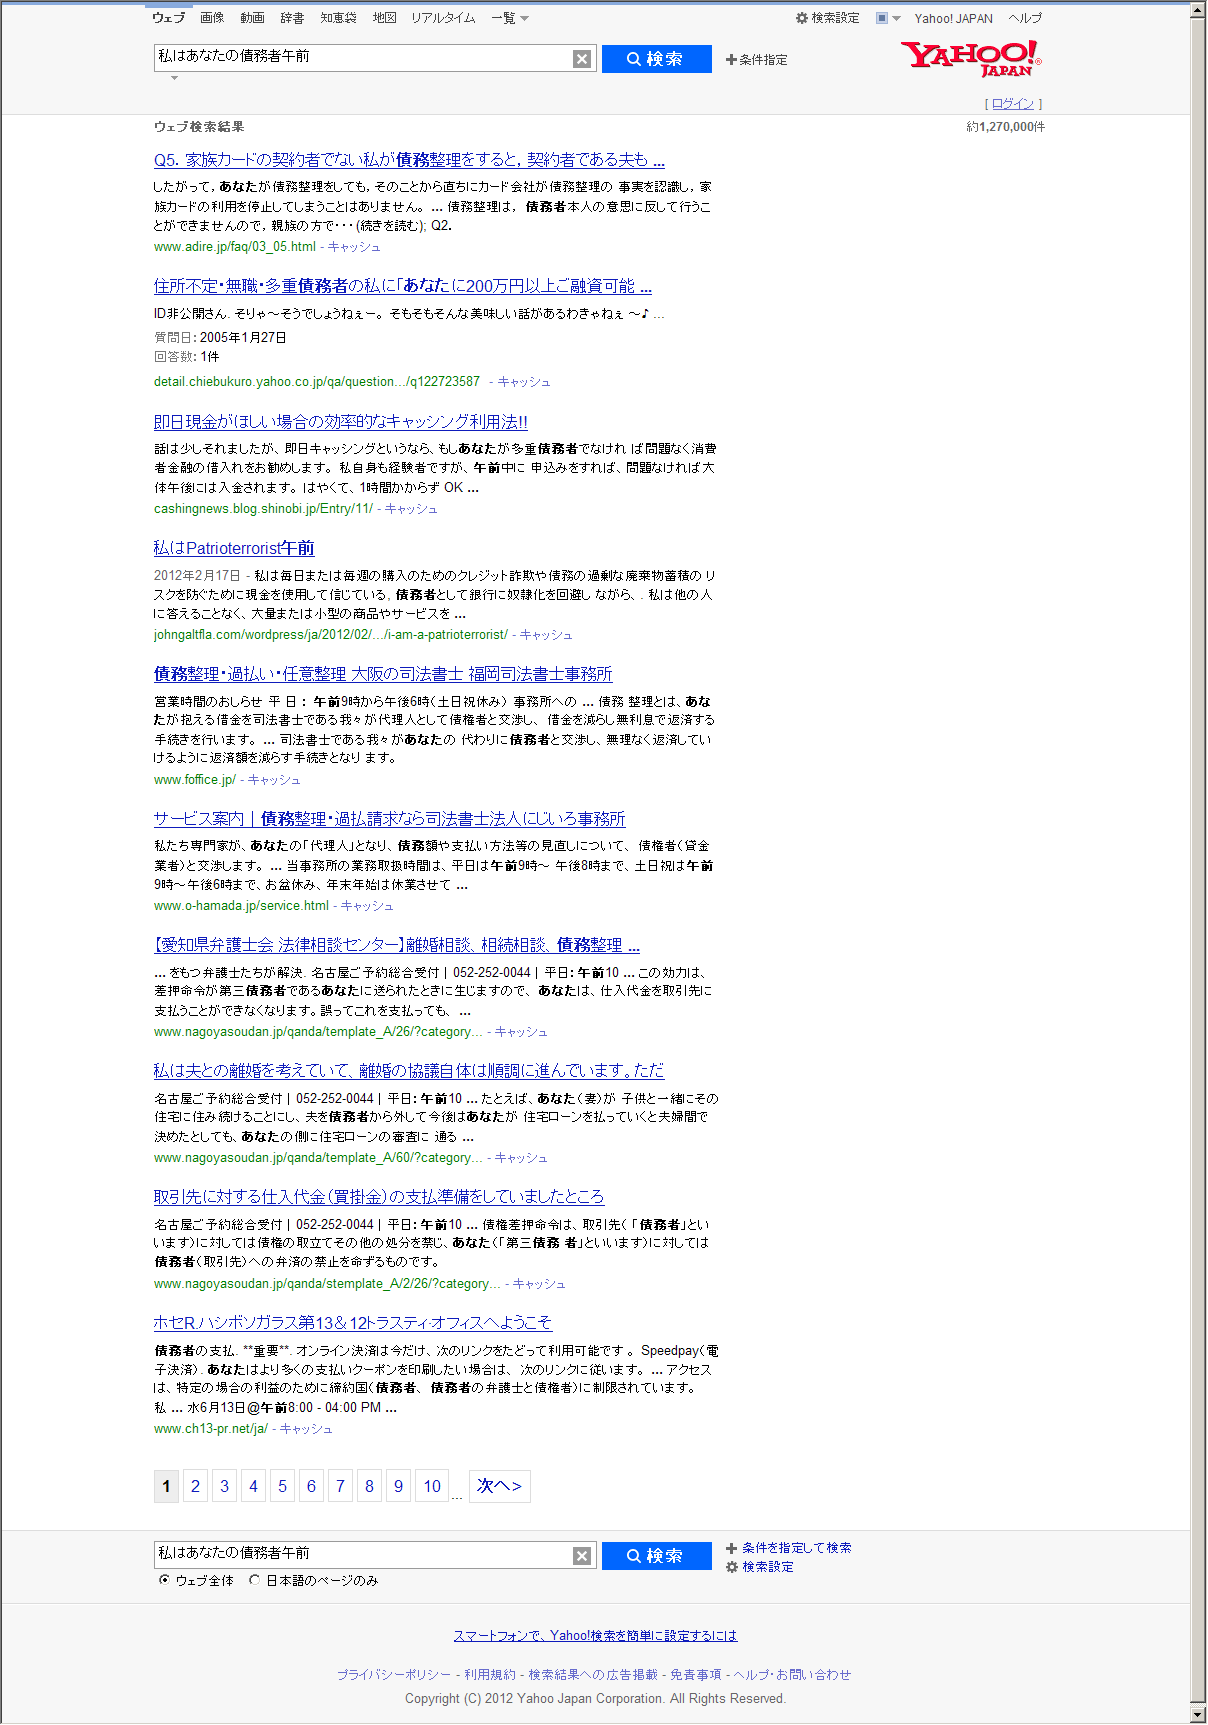 ウェブ 画像 動画 辞書 知恵袋 地図 リアルタイム 一覧 検索設定 Yahoo! JAPAN ヘルプ
私はあなたの債務者午前 検索 条件指定 YAHOO! JAPAN
[ ログイン ]
ウェブ検索結果 約1,270,000件
Q5. 家族カードの契約者でない私が債務整理をすると, 契約者である夫も ...
したがって, あなたが債務整理をしても, そのことから直ちにカード会社が債務整理の 事実を認識し, 家
族カードの利用を停止してしまうことはありません。 ... 債務整理は, 債務者本人の意思に反して行うこ
とができませんので, 親族の方で・・・(続きを読む); Q2.
www.adire.jp/faq/03_05.html - キャッシュ
住所不定・無職・多重債務者の私に「あなたに200万円以上ご融資可能 ...
ID非公開さん. そりゃ～そうでしょうねぇー。 そもそもそんな美味しい話があるわきゃねぇ ～♪ ...
質問日: 2005年1月27日
回答数: 1件
detail.chiebukuro.yahoo.co.jp/qa/question.../q122723587 - キャッシュ
即日現金がほしい場合の効率的なキャッシング利用法!!
話は少しそれましたが、即日キャッシングというなら、もしあなたが多重債務者でなけれ ば問題なく消費
者金融の借入れをお勧めします。 私自身も経験者ですが、午前中に 申込みをすれば、問題なければ大
体午後には入金されます。 はやくて、1時間かからず OK ...
cashingnews.blog.shinobi.jp/Entry/11/ - キャッシュ
私はPatrioterrorist午前
2012年2月17日 - 私は毎日または毎週の購入のためのクレジット詐欺や債務の過剰な廃棄物蓄積の リ
スクを防ぐために現金を使用して信じている, 債務者として銀行に奴隷化を回避し ながら、. 私は他の人
に答えることなく、大量または小型の商品やサービスを ...
johngaltfla.com/wordpress/ja/2012/02/.../i-am-a-patrioterrorist/ - キャッシュ
債務整理・過払い・任意整理 大阪の司法書士 福岡司法書士事務所
営業時間のおしらせ 平 日 : 午前9時から午後6時（土日祝休み） 事務所への ... 債務 整理とは、あな
たが抱える借金を司法書士である我々が代理人として債権者と交渉し、 借金を減らし無利息で返済する
手続きを行います。 ... 司法書士である我々があなたの 代わりに債務者と交渉し、無理なく返済してい
けるように返済額を減らす手続きとなり ます。
www.foffice.jp/ - キャッシュ
サービス案内｜債務整理・過払請求なら司法書士法人にじいろ事務所
私たち専門家が、あなたの「代理人」となり、債務額や支払い方法等の見直しについて、 債権者（貸金
業者）と交渉します。 ... 当事務所の業務取扱時間は、平日は午前9時～ 午後8時まで、土日祝は午前
9時～午後6時まで、お盆休み、年末年始は休業させて ...
www.o-hamada.jp/service.html - キャッシュ
【愛知県弁護士会 法律相談センター】離婚相談、相続相談、債務整理 ...
... をもつ弁護士たちが解決. 名古屋ご予約総合受付 | 052-252-0044 | 平日: 午前10 ... この効力は、
差押命令が第三債務者であるあなたに送られたときに生じますので、 あなたは、仕入代金を取引先に
支払うことができなくなります。誤ってこれを支払っても、 ...
www.nagoyasoudan.jp/qanda/template_A/26/?category... - キャッシュ
私は夫との離婚を考えていて、離婚の協議自体は順調に進んでいます。ただ
名古屋ご予約総合受付 | 052-252-0044 | 平日: 午前10 ... たとえば、あなた（妻）が 子供と一緒にその
住宅に住み続けることにし、夫を債務者から外して今後はあなたが 住宅ローンを払っていくと夫婦間で
決めたとしても、あなたの側に住宅ローンの審査に 通る ...
www.nagoyasoudan.jp/qanda/template_A/60/?category... - キャッシュ
取引先に対する仕入代金（買掛金）の支払準備をしていましたところ
名古屋ご予約総合受付 | 052-252-0044 | 平日: 午前10 ... 債権差押命令は、取引先（ 「債務者」とい
います）に対しては債権の取立てその他の処分を禁じ、あなた（「第三債務 者」といいます）に対しては
債務者（取引先）への弁済の禁止を命ずるものです。
www.nagoyasoudan.jp/qanda/stemplate_A/2/26/?category... - キャッシュ
ホセR.ハシボソガラス第13＆12トラスティ·オフィスへようこそ
債務者の支払. **重要**. オンライン決済は今だけ、次のリンクをたどって利用可能です 。 Speedpay（電
子決済）. あなたはより多くの支払いクーポンを印刷したい場合は、 次のリンクに従います。 ... アクセス
は、特定の場合の利益のために締約国（債務者、 債務者の弁護士と債権者）に制限されています。
私 ... 水6月13日@午前8:00 - 04:00 PM ...
www.ch13-pr.net/ja/ - キャッシュ
1 2 3 4 5 6 7 8 9 10 ... 次へ>
私はあなたの債務者午前 検索 条件を指定して検索
検索設定
ウェブ全体 日本語のページのみ
スマートフォンで、Yahoo!検索を簡単に設定するには
プライバシーポリシー - 利用規約 - 検索結果への広告掲載 - 免責事項 - ヘルプ・お問い合わせ
Copyright (C) 2012 Yahoo Japan Corporation. All Rights Reserved.